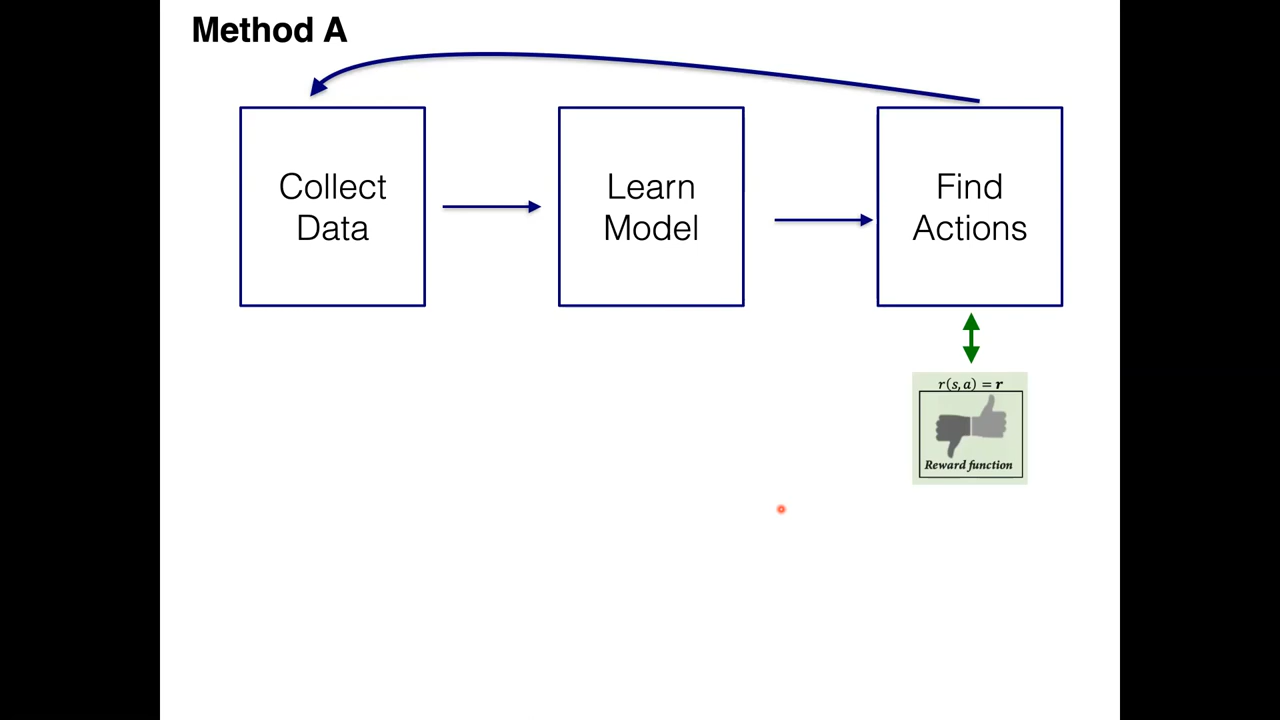 Method A
Collect
Data
Learn
Model
Find
Actions
r(s,a) = r
Reward function